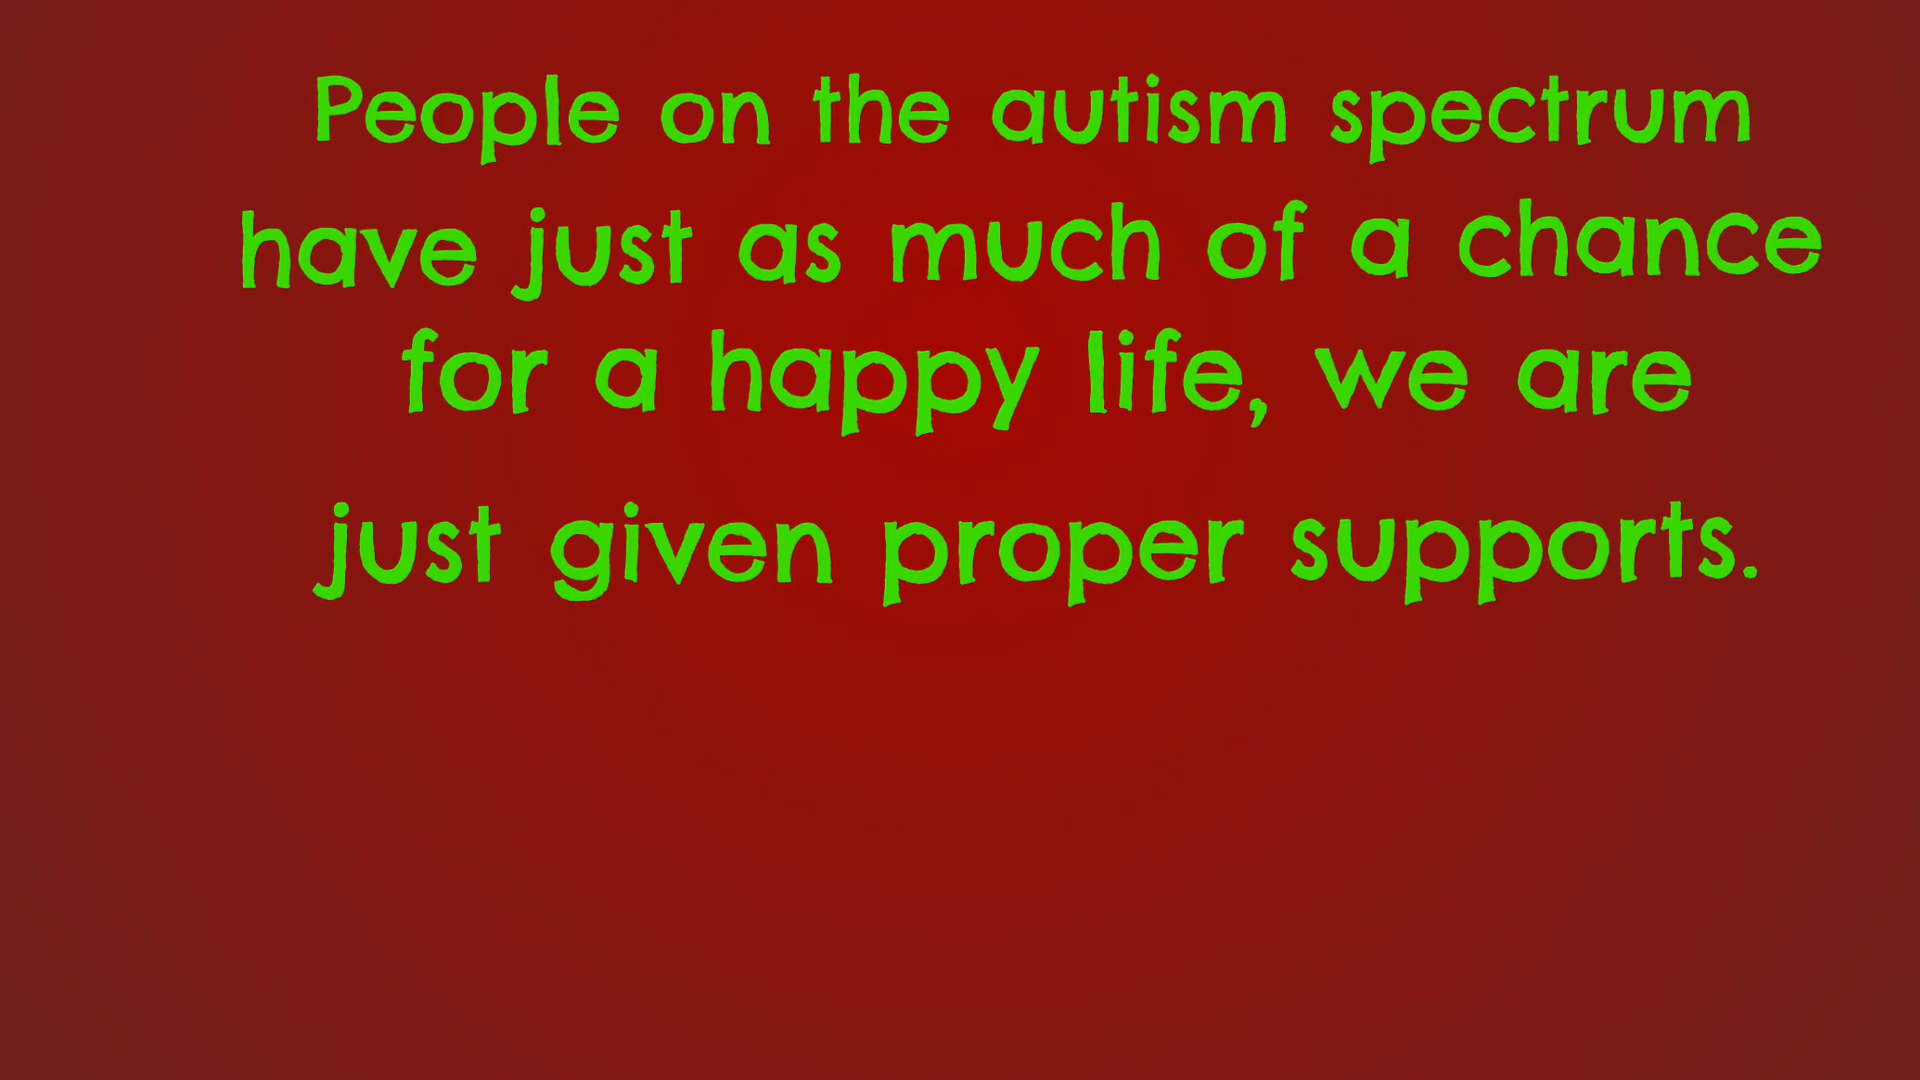 People on the autism spectrum
have just as much of a chance
for a happy life, we are
just given proper supports.